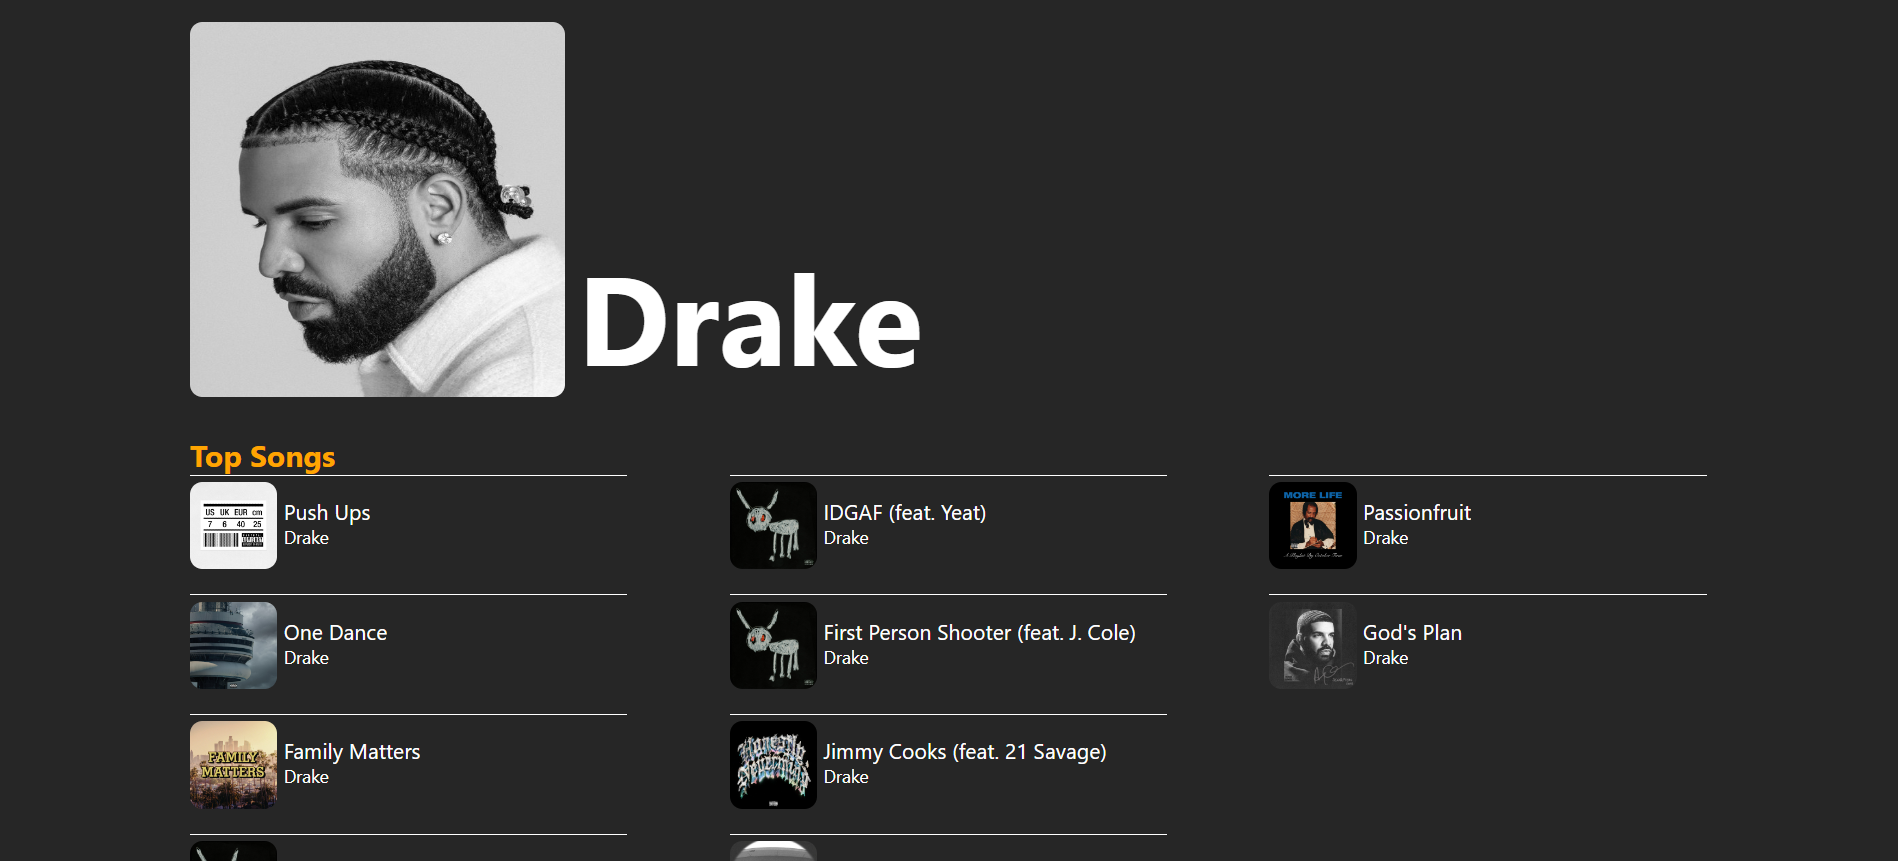 Drake
Top Songs
Push Ups
Drake
One Dance
Drake
FAMILY
MATTERS
Family Matters
Drake
IDGAF (feat. Yeat)
Drake
First Person Shooter (feat. J. Cole)
Drake
Jimmy Cooks (feat. 21 Savage)
Drake
Passionfruit
Drake
God's Plan
Drake
US UK EUR cm
7 6 40 25
MORE LIFE